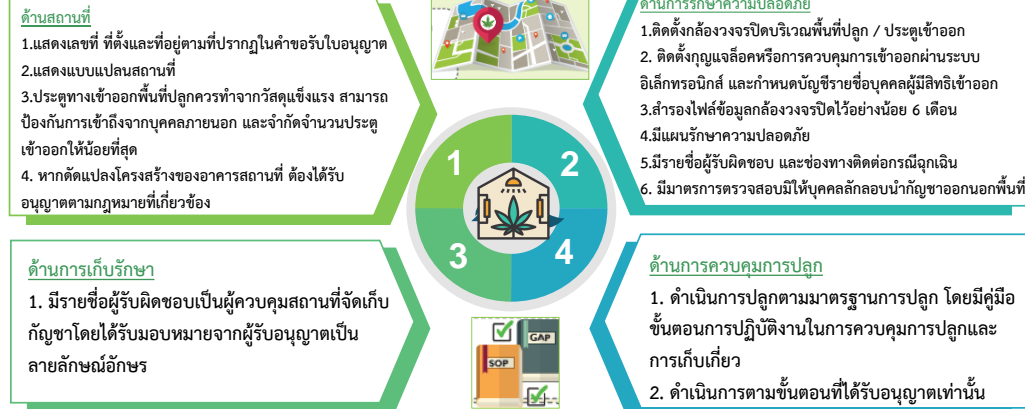 ด้านสถานที่
1.แสดงเลขที่ ที่ตั้งและที่อยู่ตามที่ปรากฏในคำขอรับใบอนุญาต
2.แสดงแบบแปลนสถานที่
3.ประตูทางเข้าออกพื้นที่ปลูกควรทำจากวัสดุแข็งแรง สามารถ
ป้องกันการเข้าถึงจากบุคคลภายนอก และจำกัดจำนวนประตู
เข้าออกให้น้อยที่สุด
4. หากดัดแปลงโครงสร้างของอาคารสถานที่ ต้องได้รับ
อนุญาตตามกฎหมายที่เกี่ยวข้อง
ด้านการรักษาความปลอดภัย
1.ติดตั้งกล้องวงจรปิดบริเวณพื้นที่ปลูก / ประตูเข้าออก
2. ติดตั้งกุญแจล็อคหรือการควบคุมการเข้าออกผ่านระบบ
อิเล็กทรอนิกส์ และกำหนดบัญชีรายชื่อบุคคลผู้มีสิทธิเข้าออก
3.สำรองไฟล์ข้อมูลกล้องวงจรปิดไว้อย่างน้อย 6 เดือน
4.มีแผนรักษาความปลอดภัย
5.มีรายชื่อผู้รับผิดชอบ และช่องทางติดต่อกรณีฉุกเฉิน
6. มีมาตรการตรวจสอบมิให้บุคคลลักลอบนำกัญชาออกนอกพื้นที่
1
2
3
4
ด้านการเก็บรักษา
1. มีรายชื่อผู้รับผิดชอบเป็นผู้ควบคุมสถานที่จัดเก็บ
กัญชาโดยได้รับมอบหมายจากผู้รับอนุญาตเป็น
ลายลักษณ์อักษร
GAP
SOP
ด้านการควบคุมการปลูก
1. ดำเนินการปลูกตามมาตรฐานการปลูก โดยมีคู่มือ
ขั้นตอนการปฏิบัติงานในการควบคุมการปลูกและ
การเก็บเกี่ยว
2. ดำเนินการตามขั้นตอนที่ได้รับอนุญาตเท่านั้น